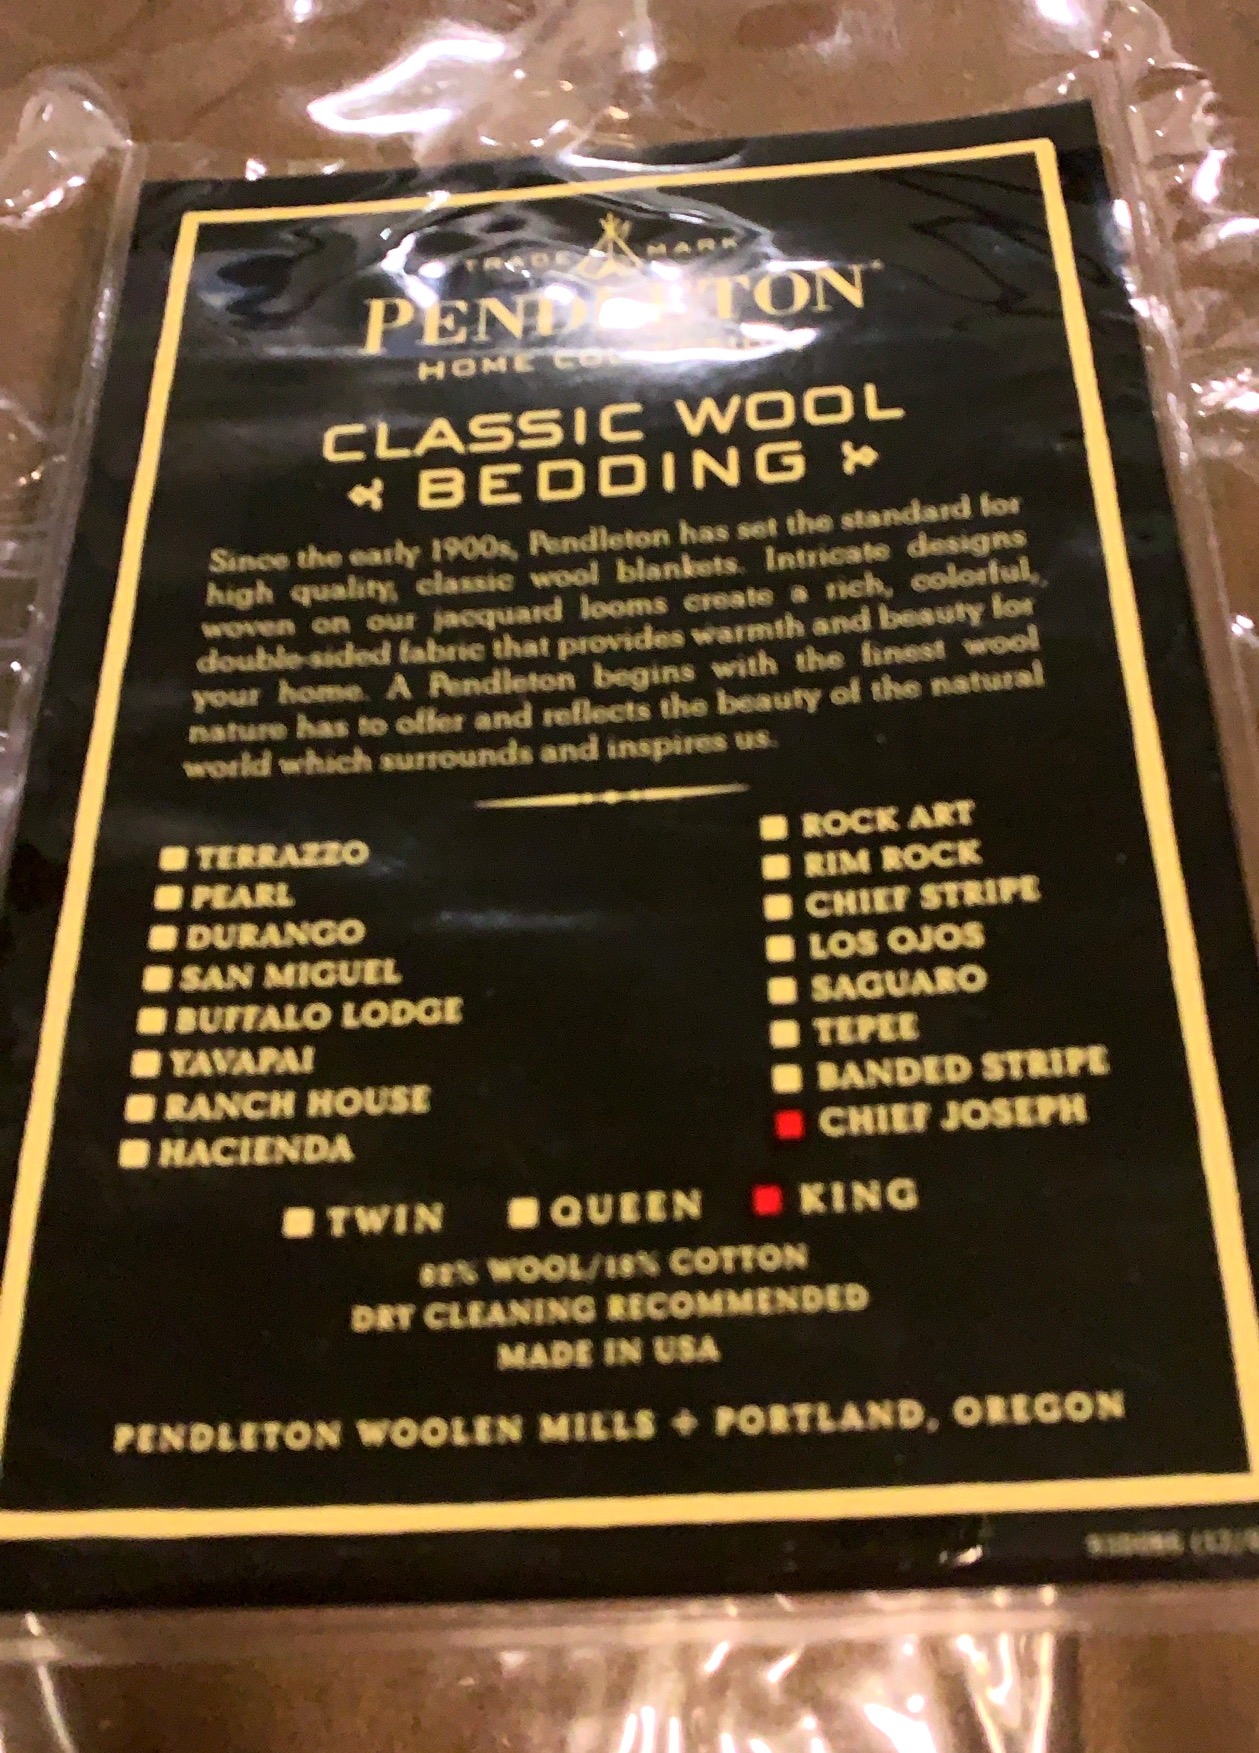 TRADE MARK
PENDLETON
HOME
CLASSIC WOOL
BEDDING
Since the early 1900s, Pendleton has set the standard for
high quality, classic wool blankets. Intricate designs
woven on our jacquard looms create a rich, colorful,
double-sided fabric that provides warmth and beauty for
your home. A Pendleton begins with the finest wool
nature has to offer and reflects the beauty of the natural
world which surrounds and inspires us.
TERRAZZO
PEARL
DURANGO
SAN MIGUEL
BUFFALO LODGE
YAVAPAI
RANCH HOUSE
HACIENDA
ROCK ART
RIM ROCK
CHIEF STRIPE
LOS OJOS
SAGUARO
TEPEE
BANDED STRIPE
CHIEF JOSEPH
TWIN QUEEN KING
82% WOOL/18% COTTON
DRY CLEANING RECOMMENDED
MADE IN USA
PENDLETON WOOLEN MILLS + PORTLAND, OREGON